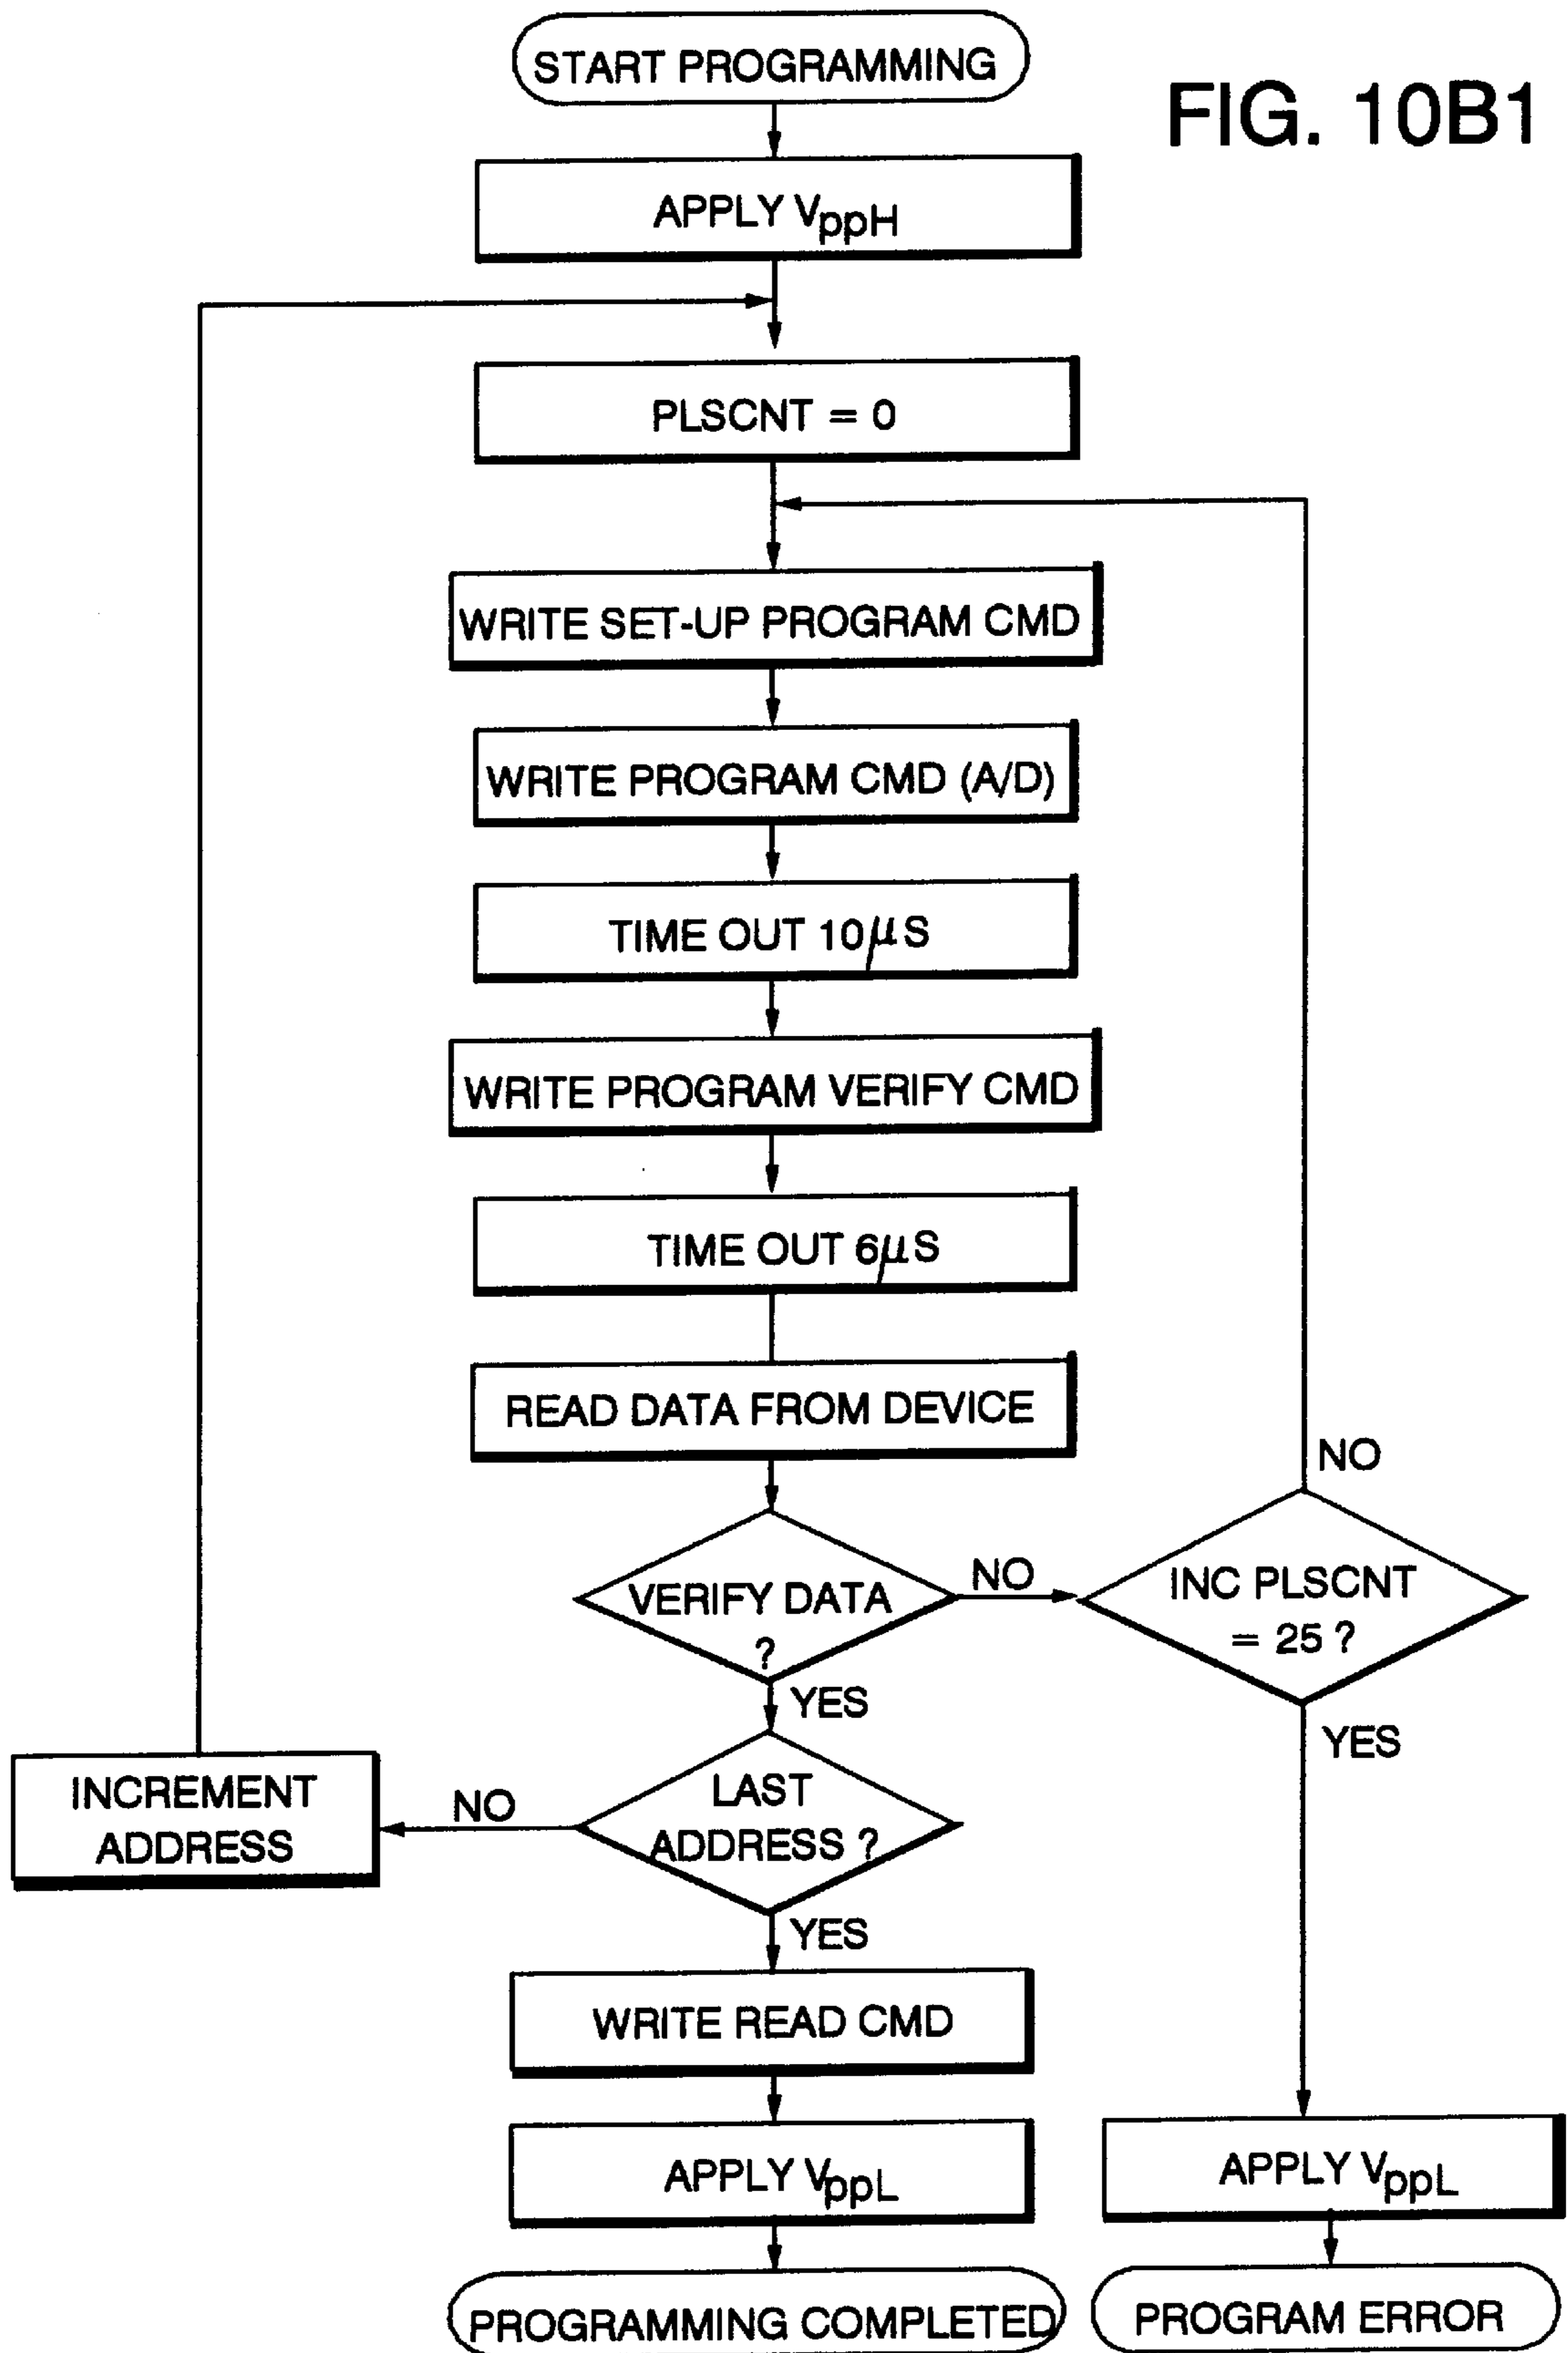 START PROGRAMMING
FIG. 10B1
APPLY VppH
PLSCNT = 0
WRITE SET-UP PROGRAM CMD
WRITE PROGRAM CMD (A/D)
TIME OUT 10μS
WRITE PROGRAM VERIFY CMD
TIME OUT 6μS
READ DATA FROM DEVICE
NO
VERIFY DATA
?
NO
INC PLSCNT
= 25 ?
YES
YES
INCREMENT
ADDRESS
NO
LAST
ADDRESS ?
YES
WRITE READ CMD
APPLY VppL
APPLY VppL
PROGRAMMING COMPLETED
PROGRAM ERROR